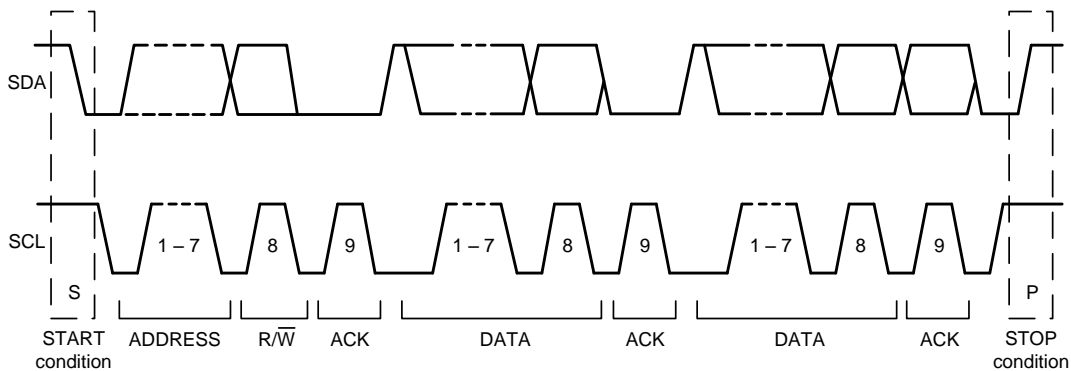 SDA
SCL
1 – 7 8 9 1 – 7 8 9 1 – 7 8 9
S P
START condition ADDRESS R/W̅ ACK DATA ACK DATA ACK STOP condition